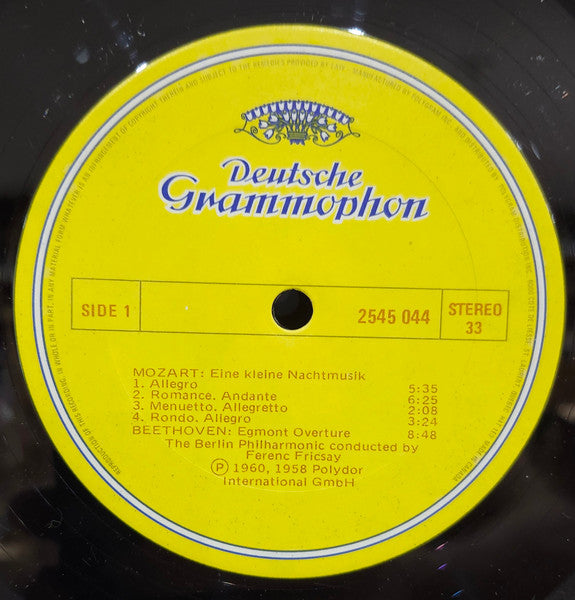 Deutsche
Grammophon
SIDE 1
2545 044
STEREO
33
MOZART: Eine kleine Nachtmusik
1. Allegro 5:35
2. Romance. Andante 6:25
3. Menuetto. Allegretto 2:08
4. Rondo. Allegro 3:24
BEETHOVEN: Egmont Overture 8:48
The Berlin Philharmonic conducted by
Ferenc Fricsay
Ⓟ 1960, 1958 Polydor
International GmbH